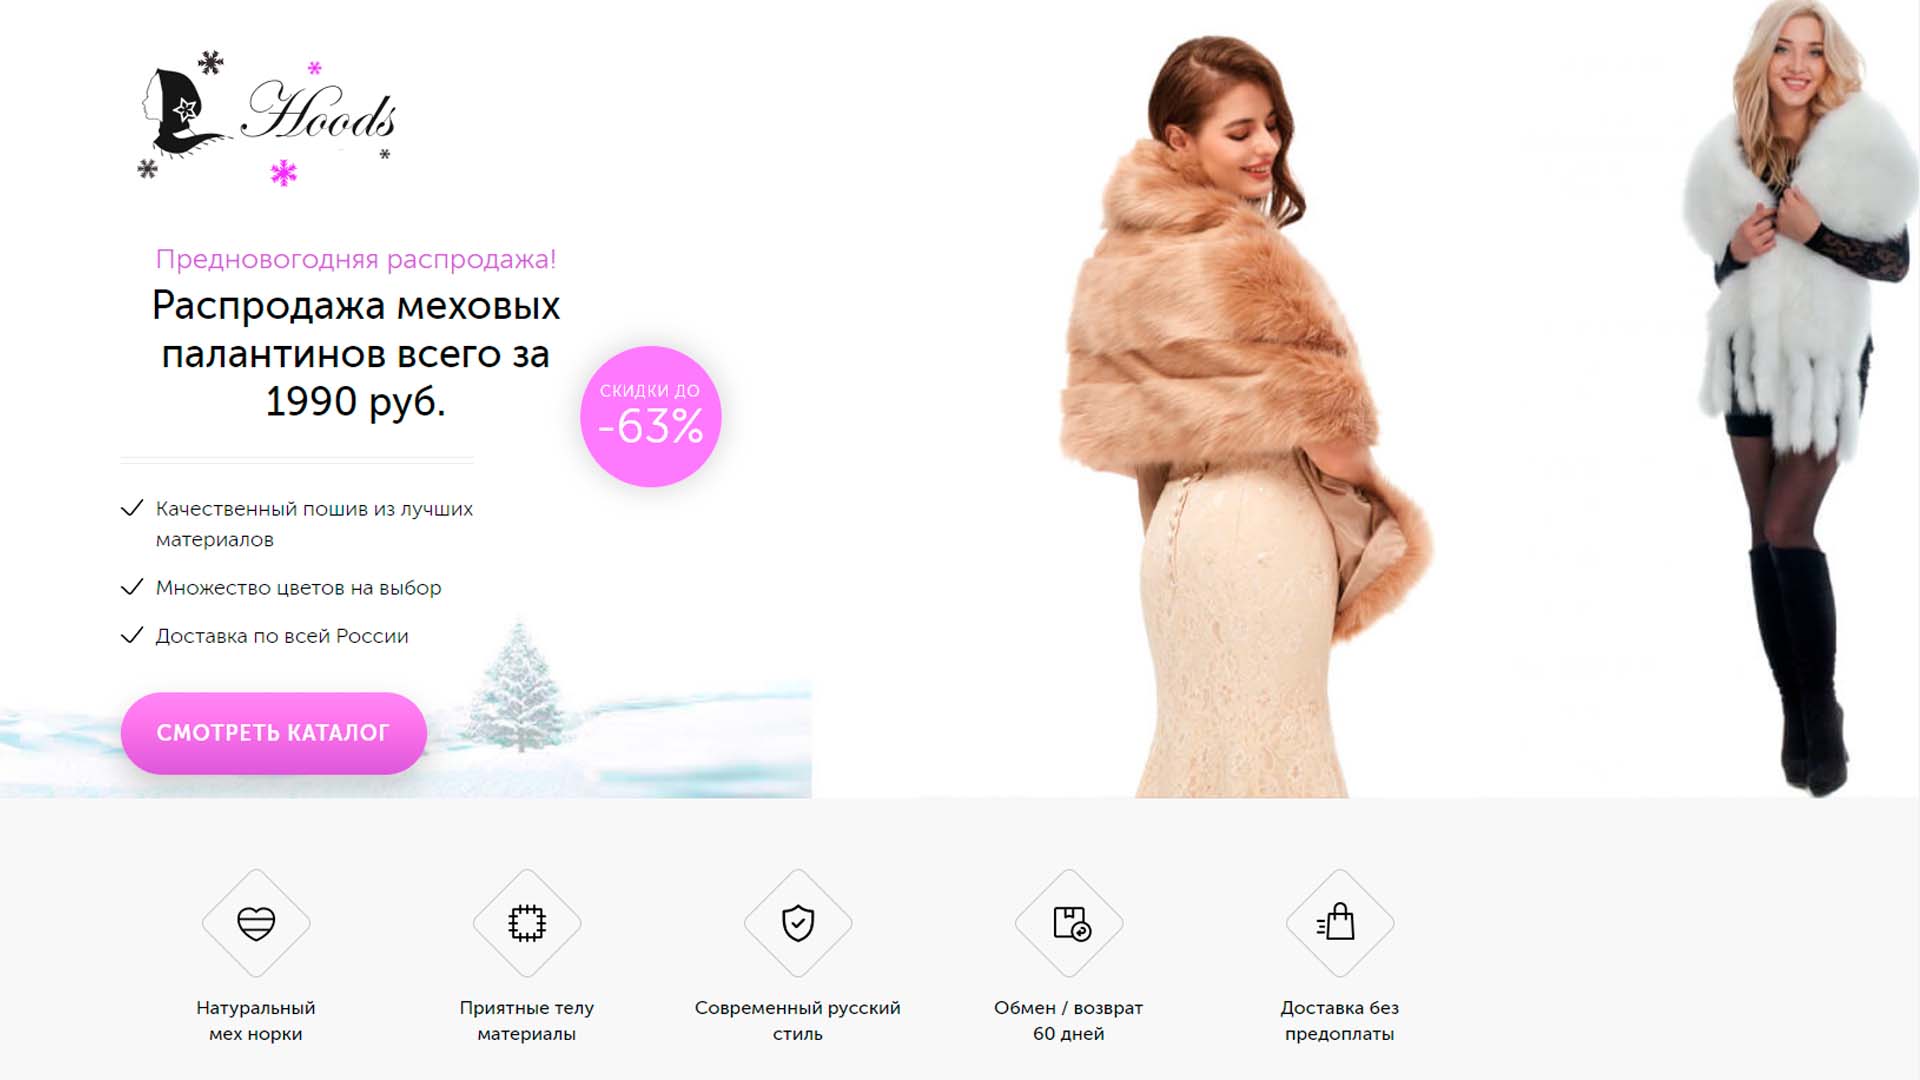 Hoods
Предновогодняя распродажа!
Распродажа меховых
палантинов всего за
1990 руб.
СКИДКИ ДО
-63%
Качественный пошив из лучших
материалов
Множество цветов на выбор
Доставка по всей России
СМОТРЕТЬ КАТАЛОГ
Натуральный
мех норки
Приятные телу
материалы
Современный русский
стиль
Обмен / возврат
60 дней
Доставка без
предоплаты